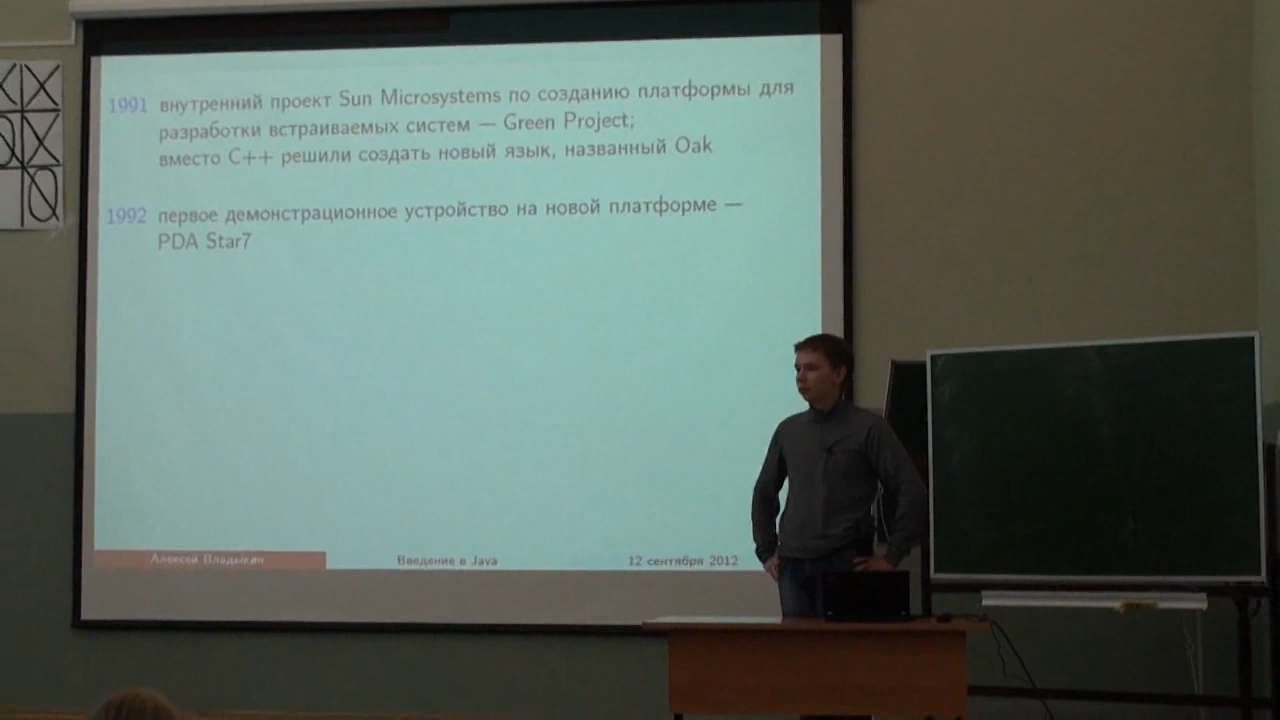 1991 внутренний проект Sun Microsystems по созданию платформы для
разработки встраиваемых систем — Green Project;
вместо C++ решили создать новый язык, названный Oak
1992 первое демонстрационное устройство на новой платформе —
PDA Star7
Алексей Владыкин Введение в Java 12 сентября 2012